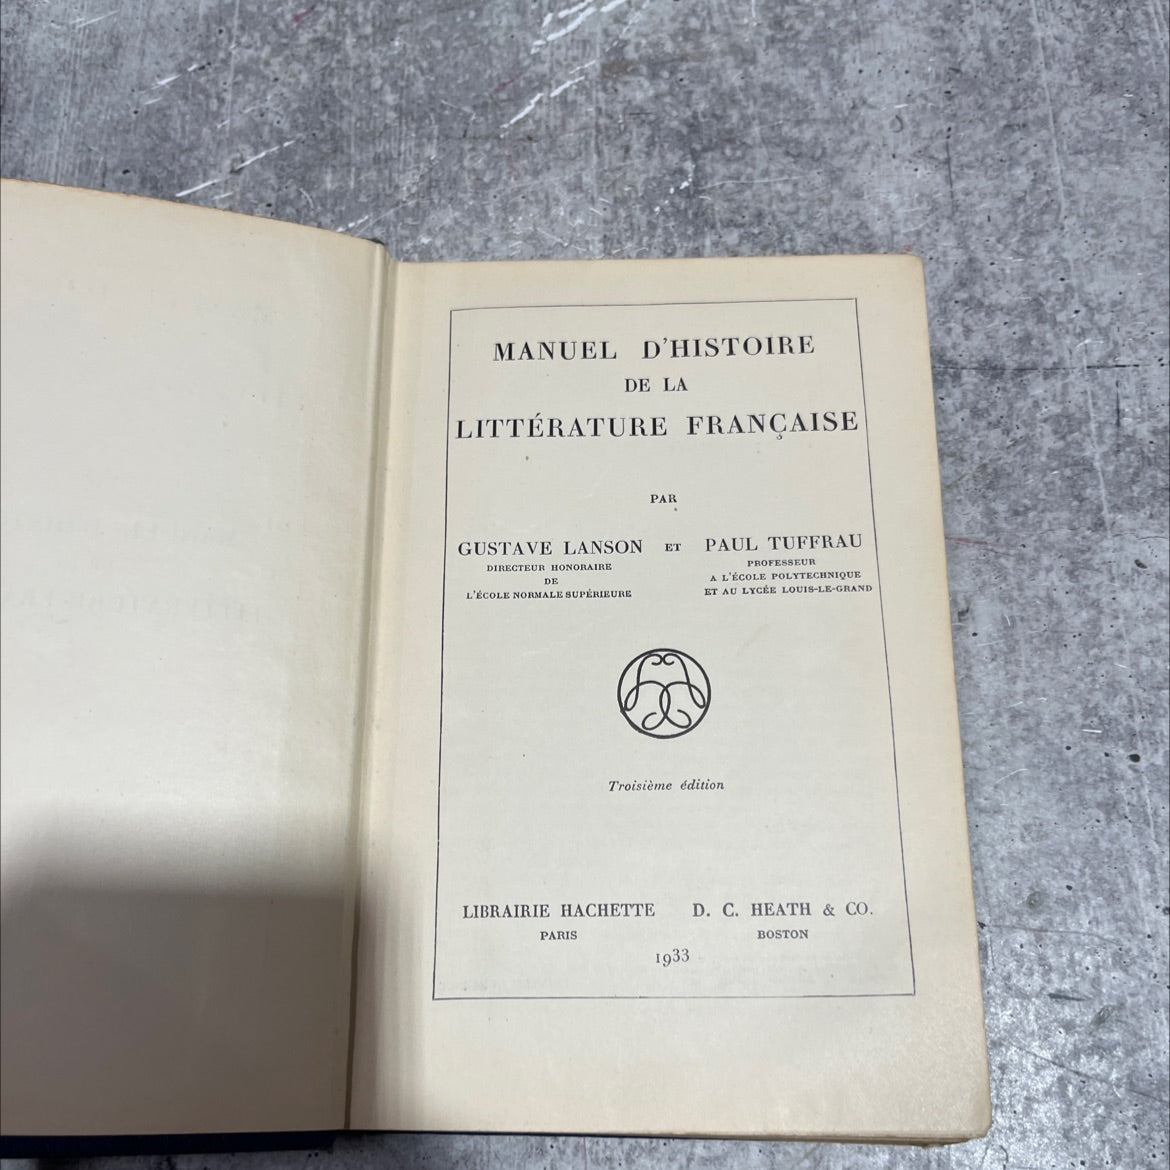 MANUEL D'HISTOIRE
DE LA
LITTÉRATURE FRANÇAISE
PAR
GUSTAVE LANSON ET PAUL TUFFRAU
DIRECTEUR HONORAIRE
DE
L'ÉCOLE NORMALE SUPÉRIEURE
PROFESSEUR
A L'ÉCOLE POLYTECHNIQUE
ET AU LYCÉE LOUIS-LE-GRAND
Troisième édition
LIBRAIRIE HACHETTE D. C. HEATH & CO.
PARIS BOSTON
1933